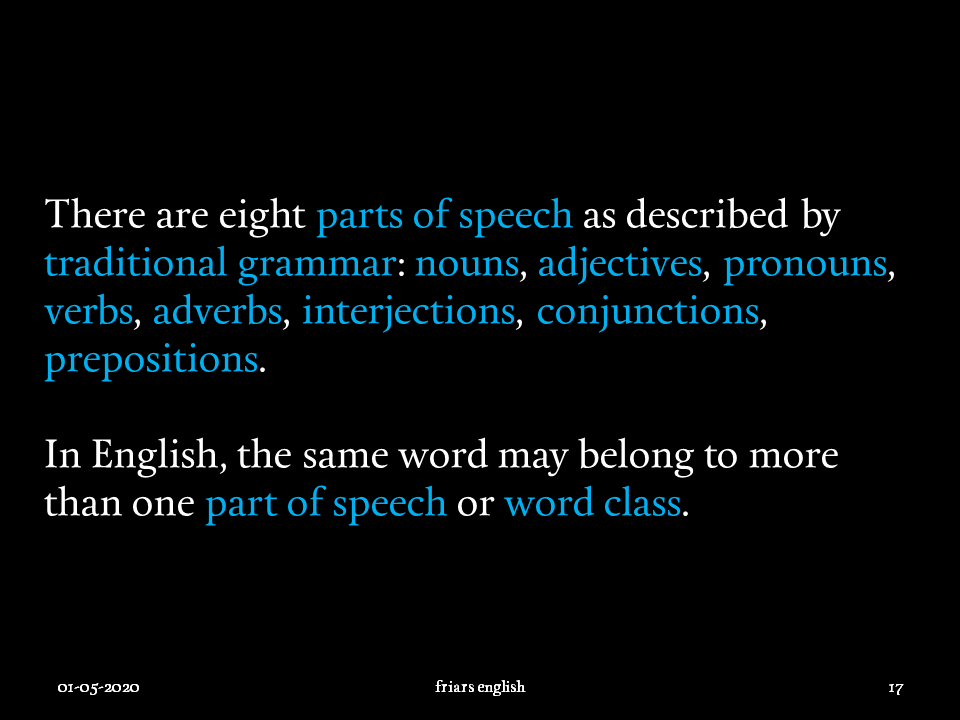 There are eight parts of speech as described by
traditional grammar: nouns, adjectives, pronouns,
verbs, adverbs, interjections, conjunctions,
prepositions.
In English, the same word may belong to more
than one part of speech or word class.
01-05-2020
friars english
17